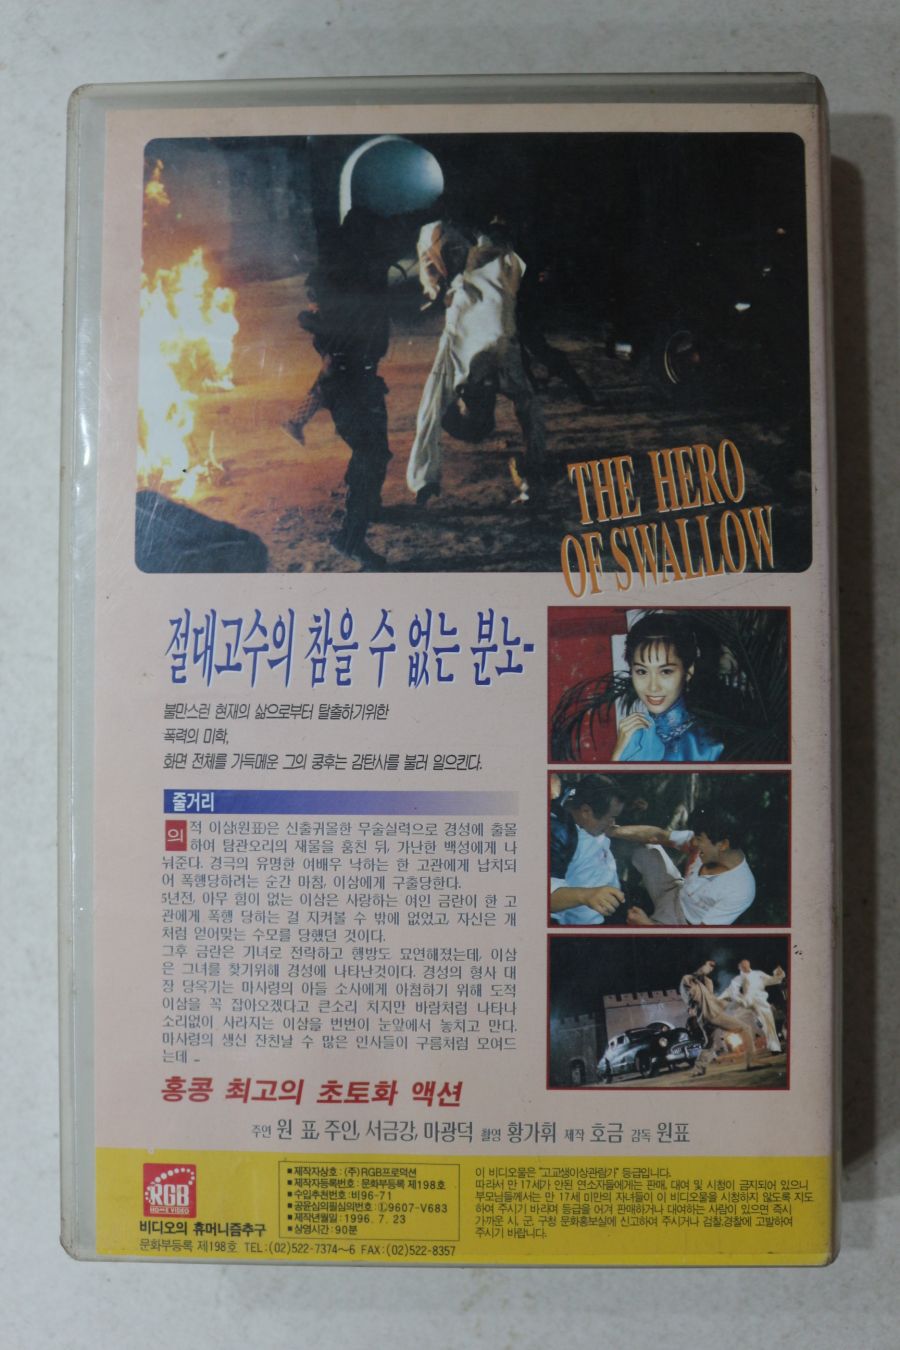 THE HERO
OF SWALLOW
절대고수의 참을 수 없는 분노-
불만스런 현재의 삶으로부터 탈출하기위한
폭력의 미학,
화면 전체를 가득메운 그의 쿵후는 감탄사를 불러 일으킨다.
줄거리
의적 이삼(원표)은 신출귀몰한 무술실력으로 경성에 출몰
하여 탐관오리의 재물을 훔친 뒤, 가난한 백성에게 나
눠준다. 경극의 유명한 여배우 낙하는 한 고관에게 납치되
어 폭행당하려는 순간 마침, 이삼에게 구출당한다.
5년전, 아무 힘이 없는 이삼은 사랑하는 여인 금란이 한 고
관에게 폭행 당하는 걸 지켜볼 수 밖에 없었고, 자신은 개
처럼 얻어맞는 수모를 당했던 것이다.
그후 금란은 기녀로 전락하고 행방도 묘연해졌는데, 이삼
은 그녀를 찾기위해 경성에 나타난것이다. 경성의 형사 대
장 당옥기는 마사령의 아들 소사에게 아첨하기 위해 도적
이삼을 꼭 잡아오겠다고 큰소리 치지만 바람처럼 나타나
소리없이 사라지는 이삼을 번번이 눈앞에서 놓치고 만다.
마사령의 생신 잔친날 수 많은 인사들이 구름처럼 모여드
는데 ..
홍콩 최고의 초토화 액션
주연 원 표, 주인, 서금강, 마광덕 촬영 황가휘 제작 호금 감독 원표
RGB
HOME VIDEO
비디오의 휴머니즘추구
문화부등록 제198호 TEL:(02)522-7374~6 FAX:(02)522-8357
■제작자상호:(주)RGB프로덕션
■제작자등록번호:문화부등록 제198호
■수입추천번호:비96-71
■공윤심의필심의번호:Ⓛ9607-V683
■제작년월일:1996.7.23
■상영시간:90분
이 비디오물은 "고교생이상관람가" 등급입니다.
따라서 만 17세가 안된 연소자들에게는 판매, 대여 및 시청이 금지되어 있으니
부모님들께서는 만 17세 미만의 자녀들이 이 비디오물을 시청하지 않도록 지도
하여 주시기 바라며 등급을 어겨 판매하거나 대여하는 사람이 있으면 즉시
가까운 시, 군, 구청 문화홍보실에 신고하여 주시거나 검찰,경찰에 고발하여
주시기 바랍니다.